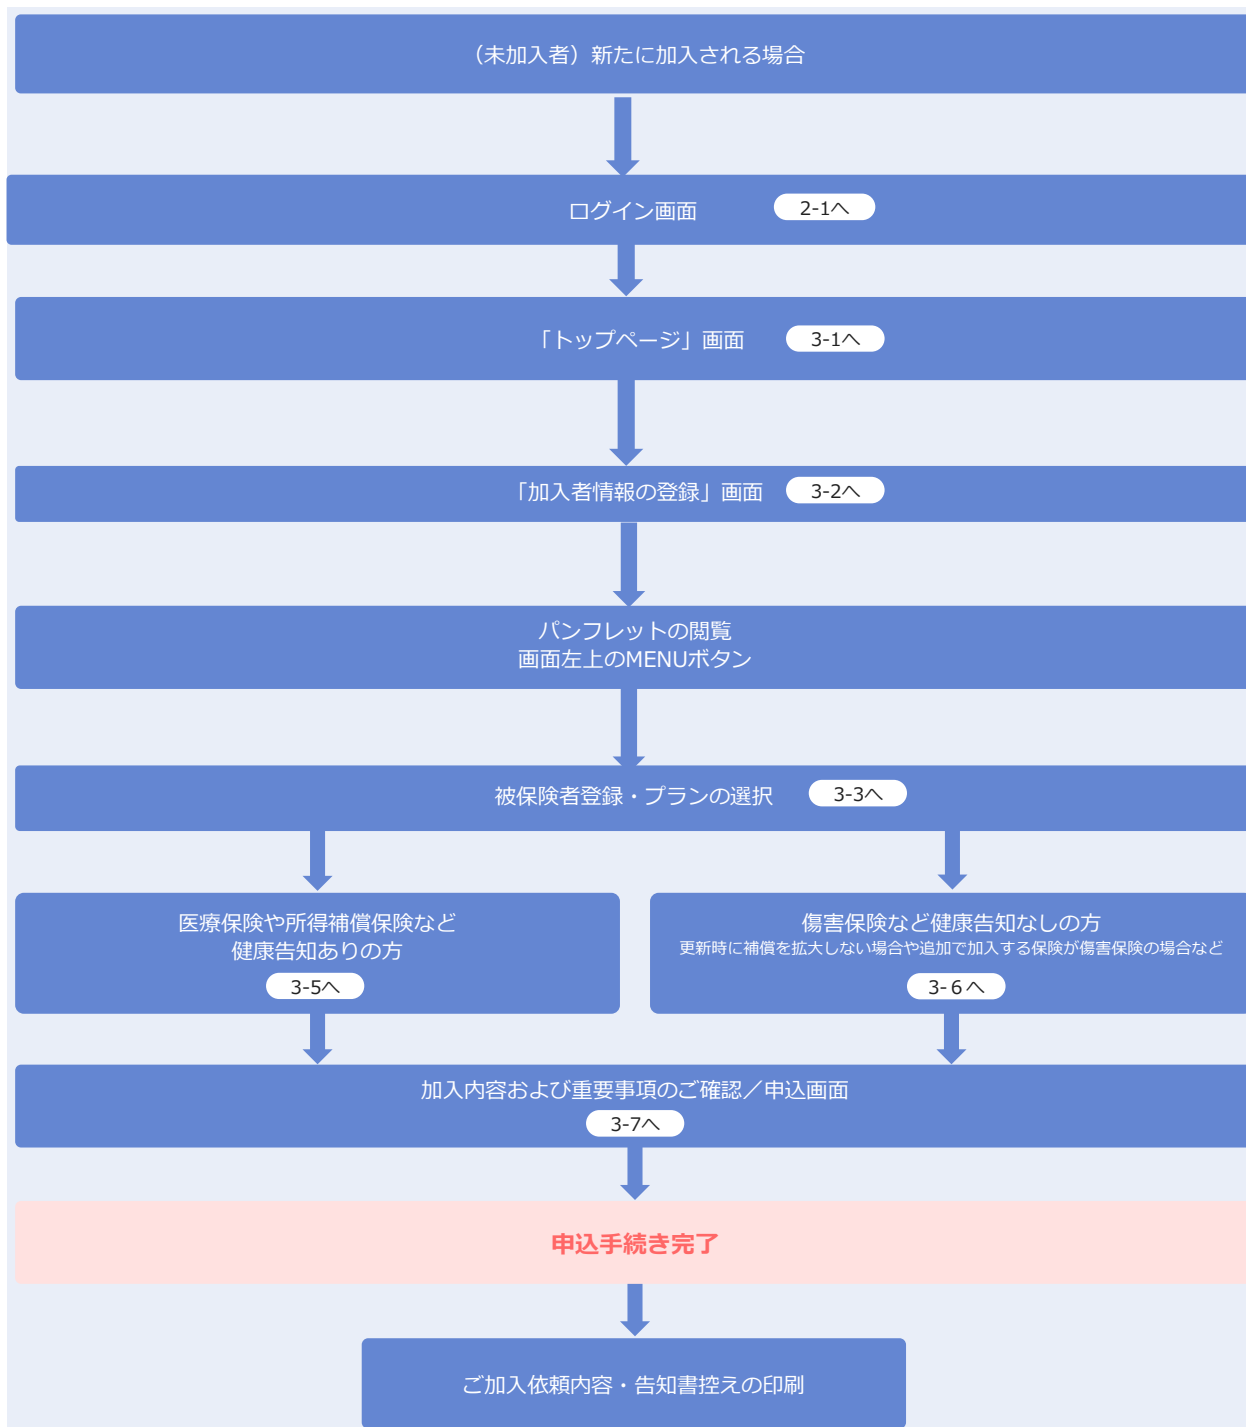 （未加入者）新たに加入される場合
ログイン画面 2-1へ
「トップページ」画面 3-1へ
「加入者情報の登録」画面 3-2へ
パンフレットの閲覧
画面左上のMENUボタン
被保険者登録・プランの選択 3-3へ
医療保険や所得補償保険など
健康告知ありの方
3-5へ
傷害保険など健康告知なしの方
更新時に補償を拡大しない場合や追加で加入する保険が傷害保険の場合など
3-６へ
加入内容および重要事項のご確認／申込画面
3-7へ
申込手続き完了
ご加入依頼内容・告知書控えの印刷